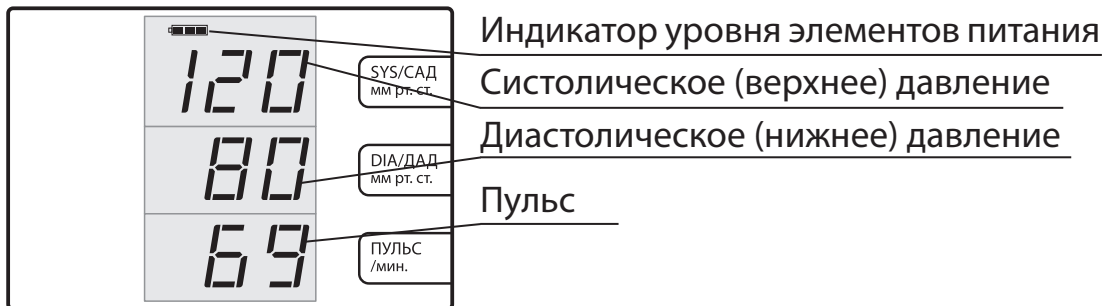 Индикатор уровня элементов питания
120
SYS/САД
мм рт. ст.
Систолическое (верхнее) давление
80
DIA/ДАД
мм рт. ст.
Диастолическое (нижнее) давление
69
ПУЛЬС
/мин.
Пульс